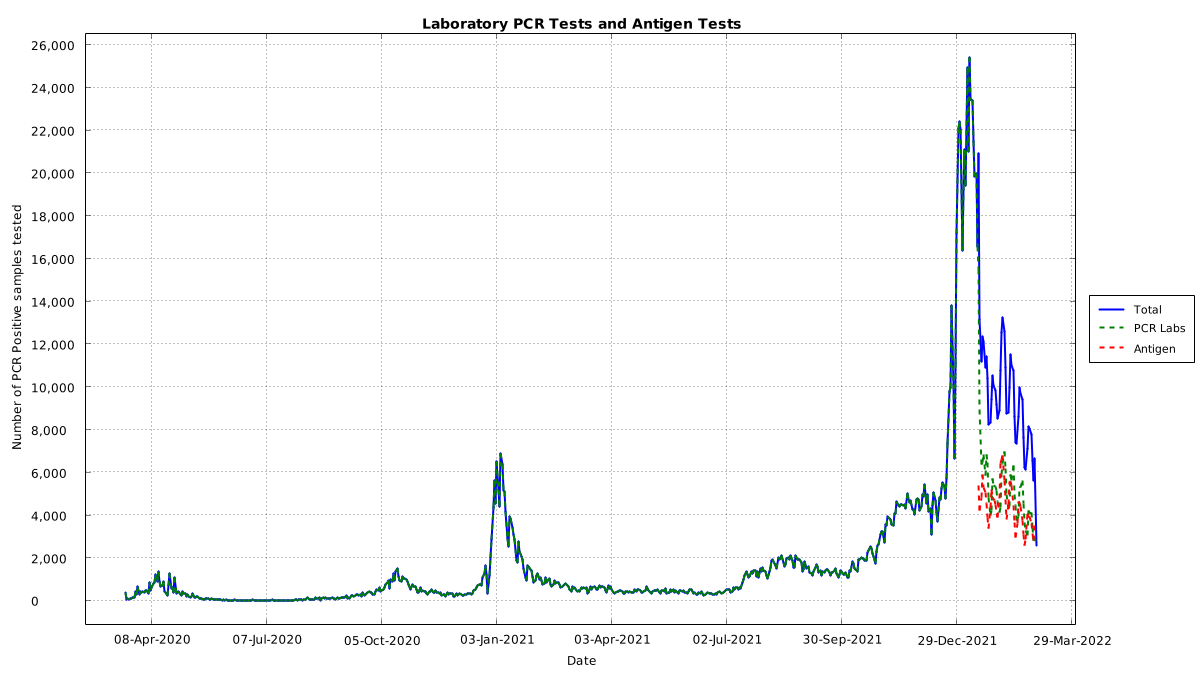 Laboratory PCR Tests and Antigen Tests
Number of PCR Positive samples tested
26,000
24,000
22,000
20,000
18,000
16,000
14,000
12,000
10,000
8,000
6,000
4,000
2,000
0
08-Apr-2020
07-Jul-2020
05-Oct-2020
03-Jan-2021
03-Apr-2021
02-Jul-2021
30-Sep-2021
29-Dec-2021
29-Mar-2022
Date
Total
PCR Labs
Antigen